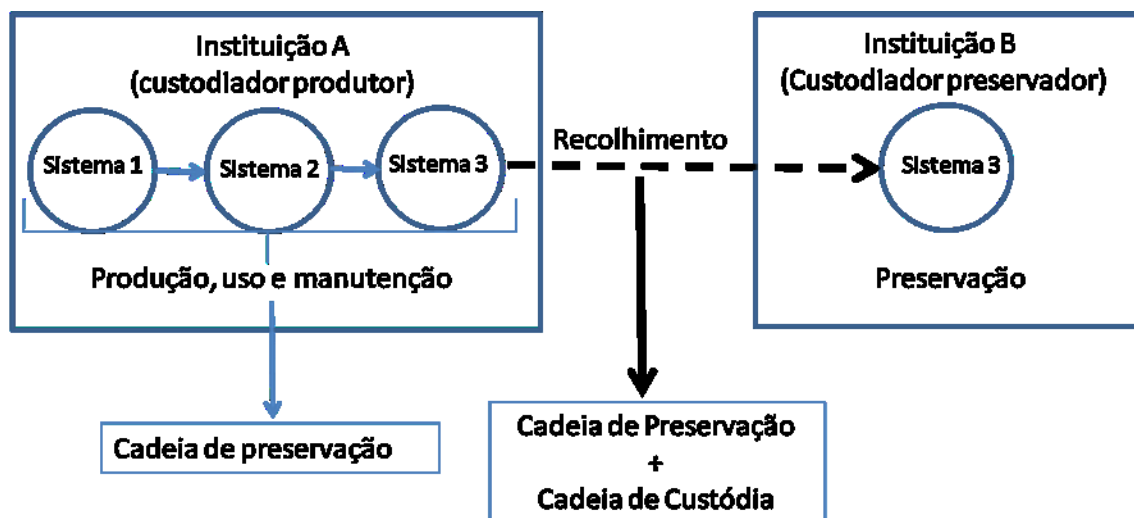 Instituição A
(custodiador produtor)
Sistema 1
Sistema 2
Sistema 3
Produção, uso e manutenção
Recolhimento
Instituição B
(Custodiador preservador)
Sistema 3
Preservação
Cadeia de preservação
Cadeia de Preservação
+
Cadeia de Custódia